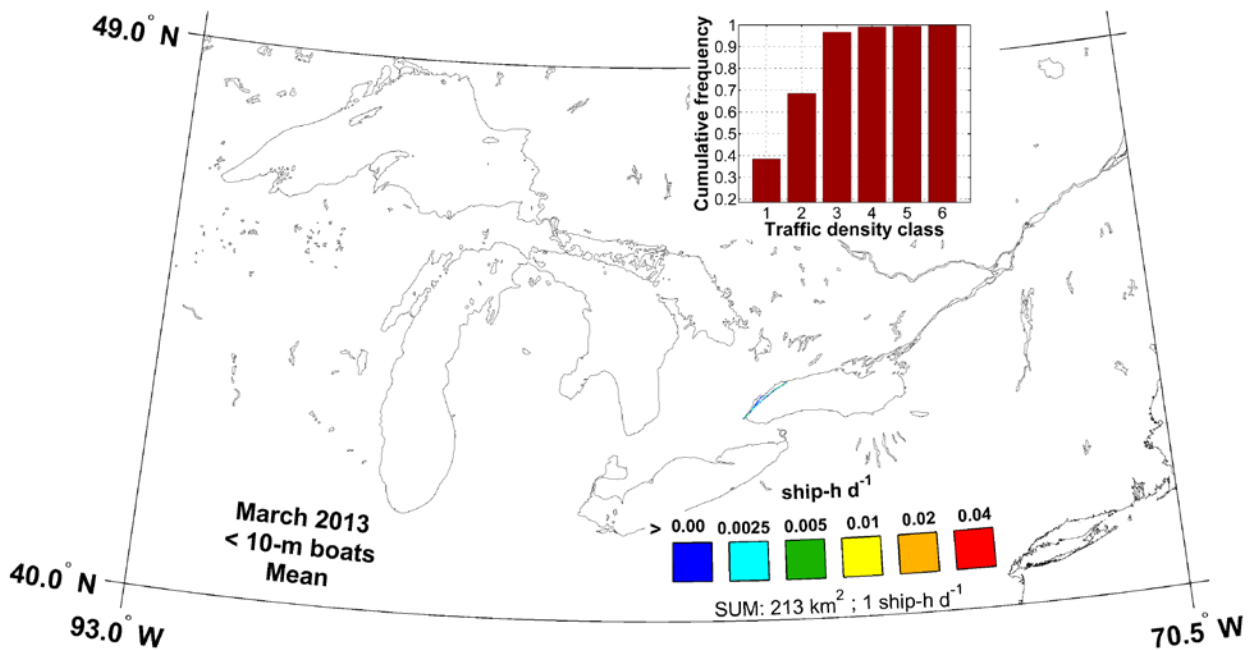 49.0° N
Cumulative frequency
1
0.9
0.8
0.7
0.6
0.5
0.4
0.3
0.2
1 2 3 4 5 6
Traffic density class
ship-h d⁻¹
> 0.00 0.0025 0.005 0.01 0.02 0.04
SUM: 213 km² ; 1 ship-h d⁻¹
March 2013
< 10-m boats
Mean
40.0° N
93.0° W
70.5° W